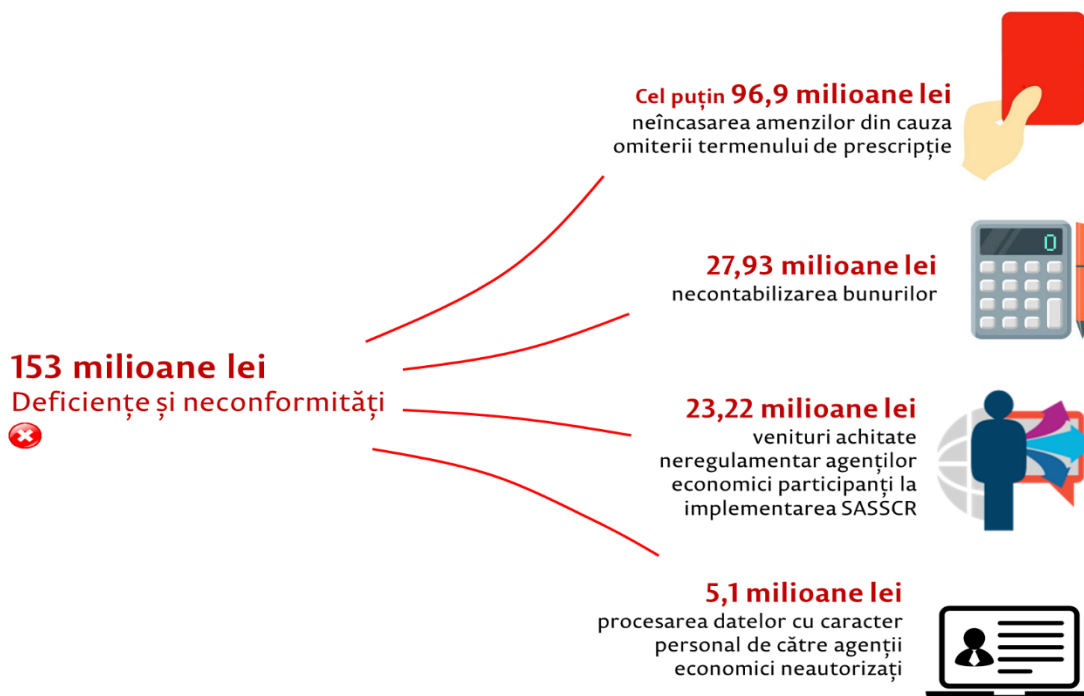 Cel puțin 96,9 milioane lei
neîncasarea amenzilor din cauza
omiterii termenului de prescripție
0
27,93 milioane lei
necontabilizarea bunurilor
153 milioane lei
Deficiențe și neconformități
23,22 milioane lei
venituri achitate
neregulamentar agenților
economici participanți la
implementarea SASSCR
5,1 milioane lei
procesarea datelor cu caracter
personal de către agenții
economici neautorizați